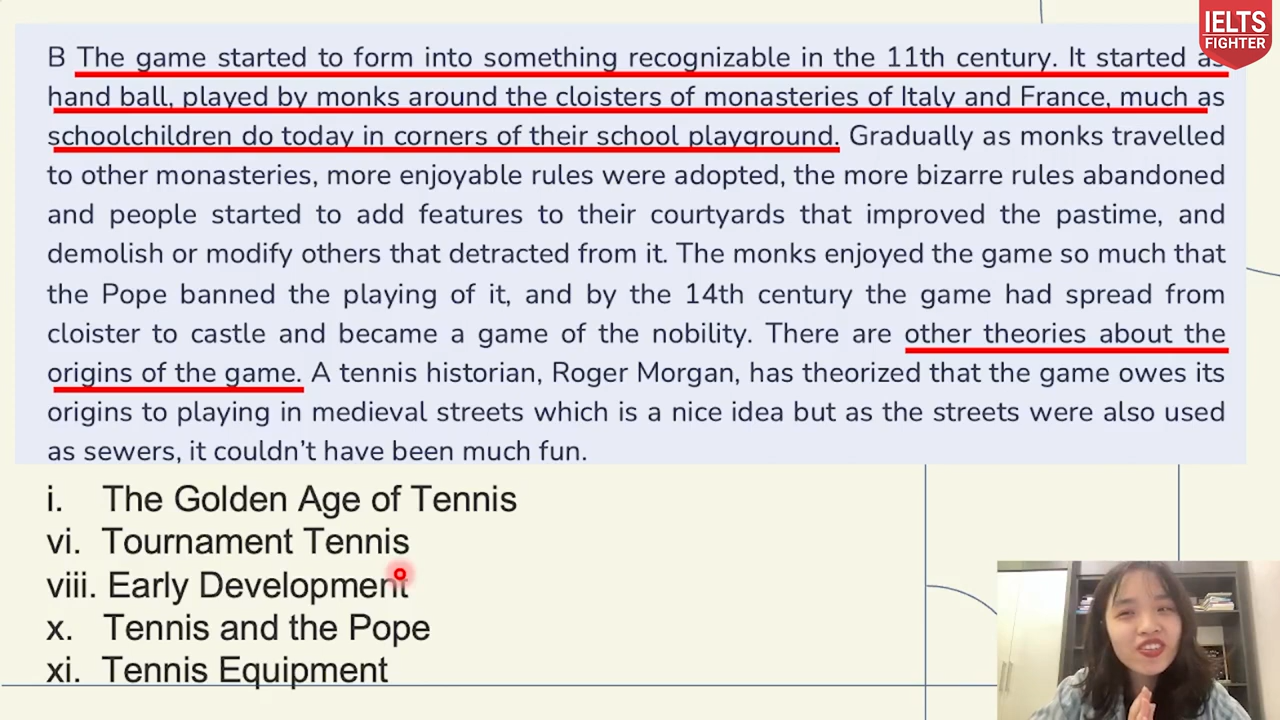 IELTS
FIGHTER
B The game started to form into something recognizable in the 11th century. It started as
hand ball, played by monks around the cloisters of monasteries of Italy and France, much as
schoolchildren do today in corners of their school playground. Gradually as monks travelled
to other monasteries, more enjoyable rules were adopted, the more bizarre rules abandoned
and people started to add features to their courtyards that improved the pastime, and
demolish or modify others that detracted from it. The monks enjoyed the game so much that
the Pope banned the playing of it, and by the 14th century the game had spread from
cloister to castle and became a game of the nobility. There are other theories about the
origins of the game. A tennis historian, Roger Morgan, has theorized that the game owes its
origins to playing in medieval streets which is a nice idea but as the streets were also used
as sewers, it couldn't have been much fun.
i. The Golden Age of Tennis
vi. Tournament Tennis
viii. Early Development
x. Tennis and the Pope
xi. Tennis Equipment